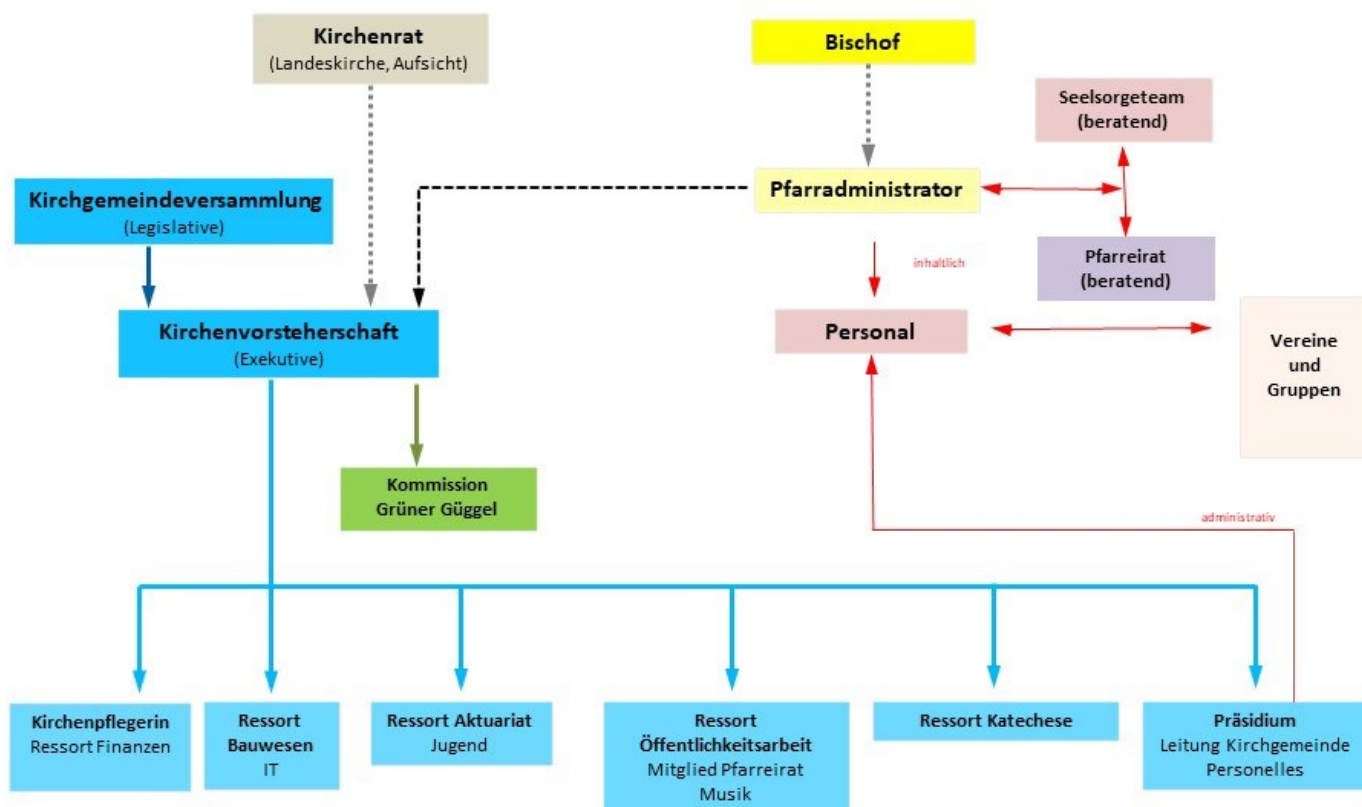 Kirchenrat
(Landeskirche, Aufsicht)
Bischof
Seelsorgeteam
(beratend)
Kirchgemeindeversammlung
(Legislative)
Pfarradministrator
Pfarreirat
(beratend)
inhaltlich
Kirchenvorsteherschaft
(Exekutive)
Personal
Vereine
und
Gruppen
Kommission
Grüner Güggel
administrativ
Kirchenpflegerin
Ressort Finanzen
Ressort
Bauwesen
IT
Ressort Aktuariat
Jugend
Ressort
Öffentlichkeitsarbeit
Mitglied Pfarreirat
Musik
Ressort Katechese
Präsidium
Leitung Kirchgemeinde
Personelles